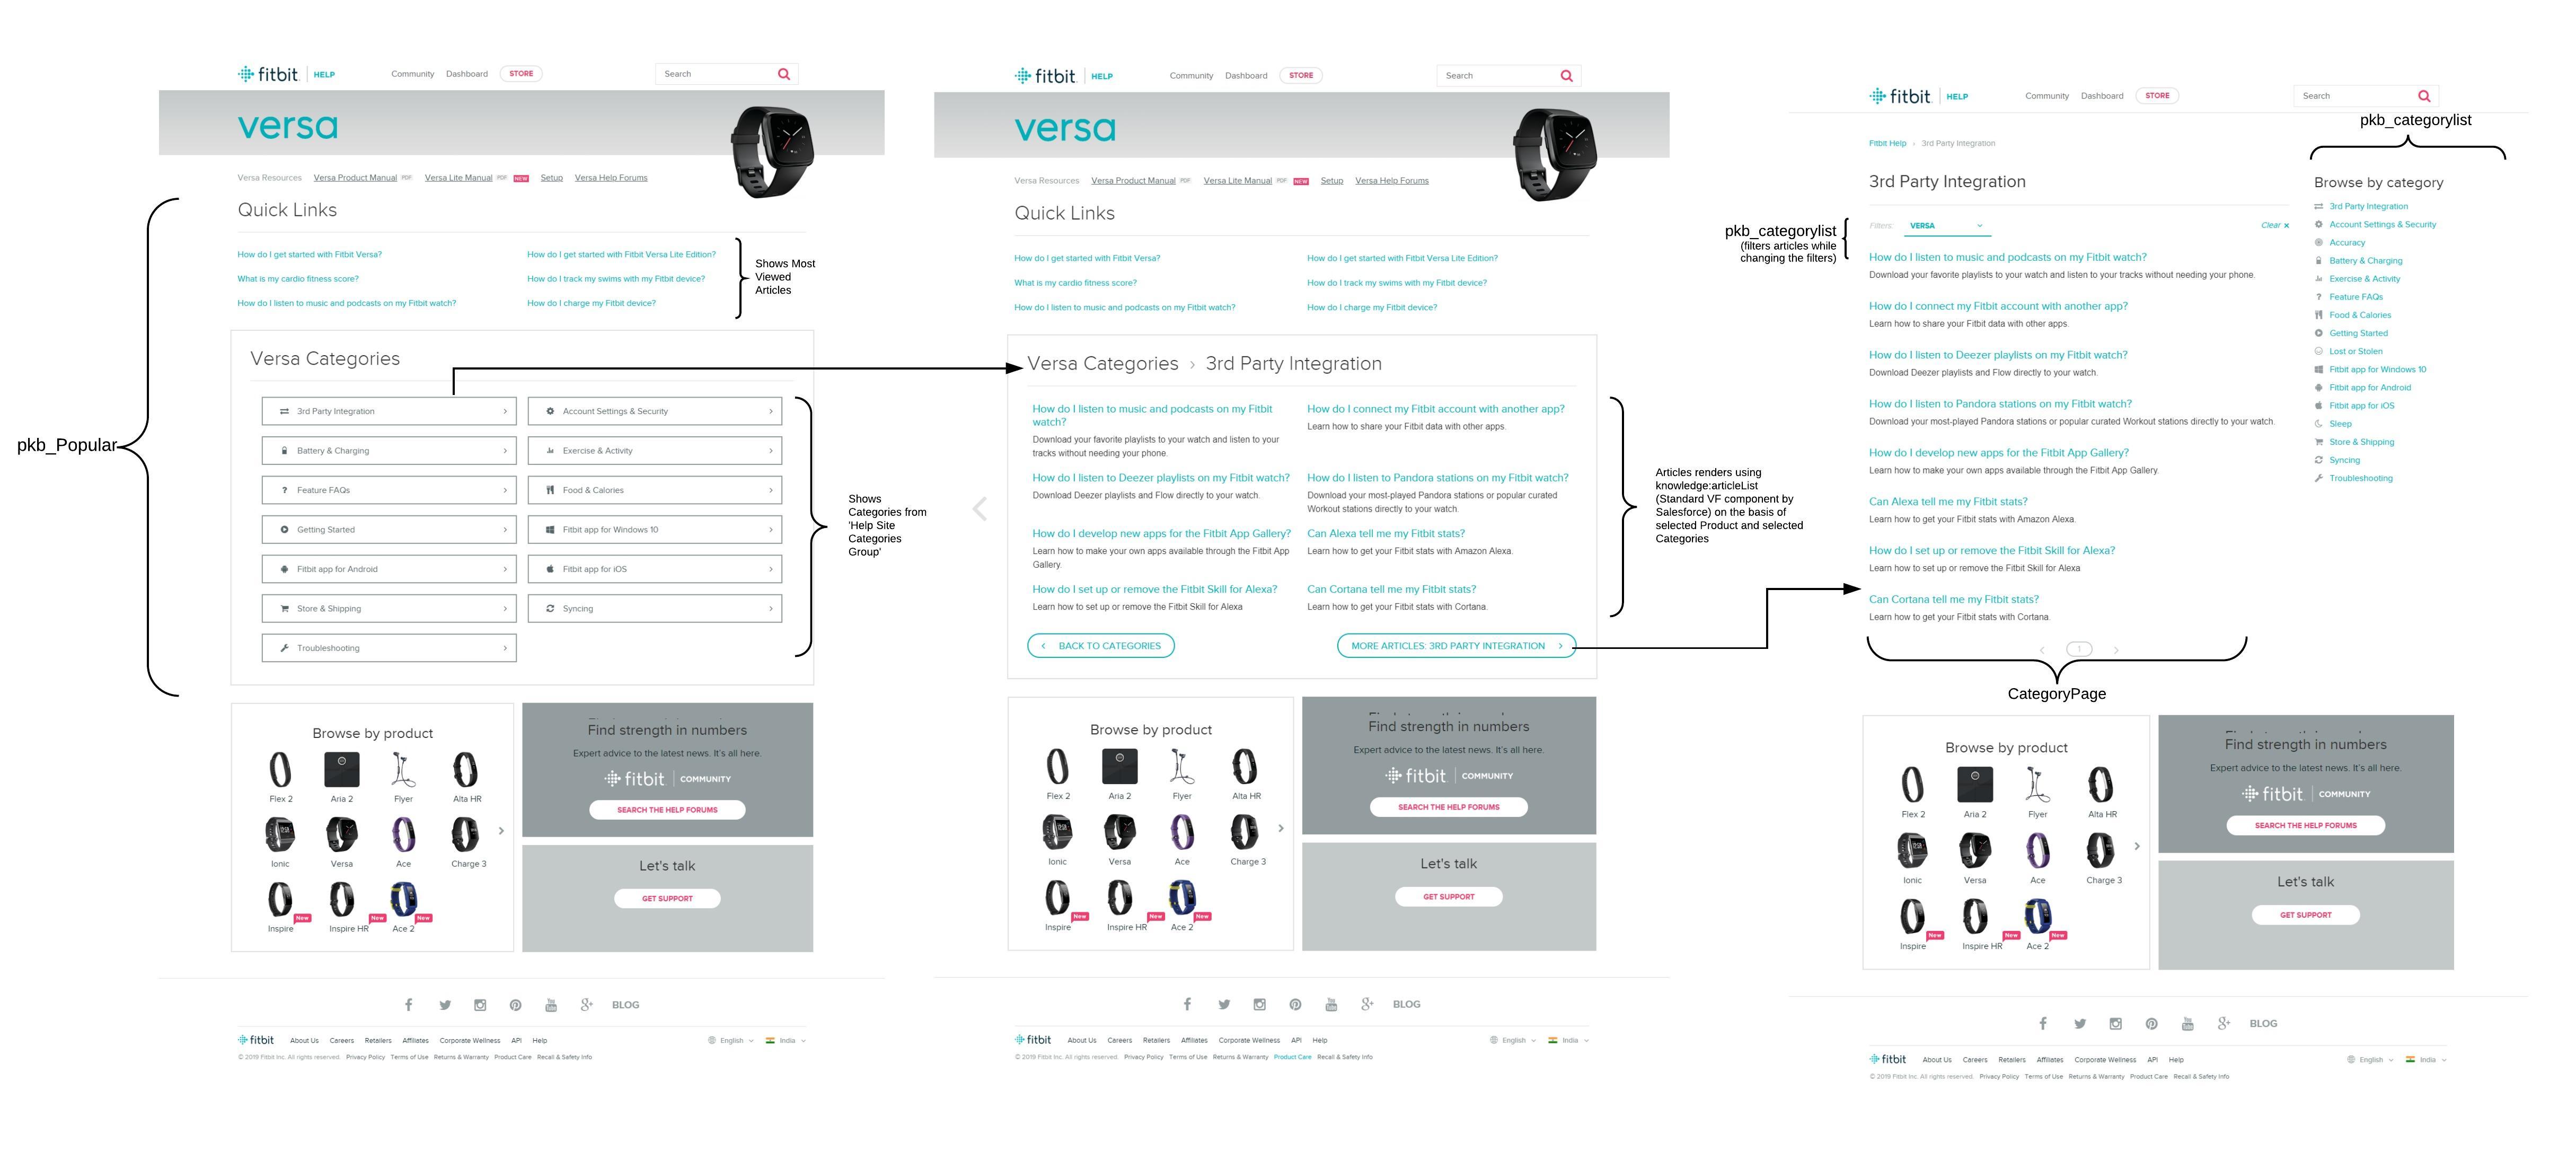 pkb_Popular
fitbit HELP
Community Dashboard STORE
Search
versa
Versa Resources Versa Product Manual PDF Versa Lite Manual PDF NEW Setup Versa Help Forums
Quick Links
How do I get started with Fitbit Versa? How do I get started with Fitbit Versa Lite Edition?
What is my cardio fitness score? How do I track my swims with my Fitbit device?
How do I listen to music and podcasts on my Fitbit watch? How do I charge my Fitbit device?
Shows Most
Viewed
Articles
Versa Categories
3rd Party Integration Account Settings & Security
Battery & Charging Exercise & Activity
Feature FAQs Food & Calories
Getting Started Fitbit app for Windows 10
Fitbit app for Android Fitbit app for iOS
Store & Shipping Syncing
Troubleshooting
Shows
Categories from
'Help Site
Categories
Group'
Browse by product
Flex 2 Aria 2 Flyer Alta HR
Ionic Versa Ace Charge 3
New New New
Inspire Inspire HR Ace 2
Find strength in numbers
Expert advice to the latest news. It's all here.
fitbit COMMUNITY
SEARCH THE HELP FORUMS
Let's talk
GET SUPPORT
BLOG
fitbit About Us Careers Retailers Affiliates Corporate Wellness API Help English India
© 2019 Fitbit Inc. All rights reserved. Privacy Policy Terms of Use Returns & Warranty Product Care Recall & Safety Info
fitbit HELP
Community Dashboard STORE
Search
versa
Versa Resources Versa Product Manual PDF Versa Lite Manual PDF NEW Setup Versa Help Forums
Quick Links
How do I get started with Fitbit Versa? How do I get started with Fitbit Versa Lite Edition?
What is my cardio fitness score? How do I track my swims with my Fitbit device?
How do I listen to music and podcasts on my Fitbit watch? How do I charge my Fitbit device?
Versa Categories › 3rd Party Integration
How do I listen to music and podcasts on my Fitbit
watch?
Download your favorite playlists to your watch and listen to your
tracks without needing your phone.
How do I connect my Fitbit account with another app?
Learn how to share your Fitbit data with other apps.
How do I listen to Deezer playlists on my Fitbit watch?
Download Deezer playlists and Flow directly to your watch.
How do I listen to Pandora stations on my Fitbit watch?
Download your most-played Pandora stations or popular curated
Workout stations directly to your watch.
How do I develop new apps for the Fitbit App Gallery?
Learn how to make your own apps available through the Fitbit App
Gallery.
Can Alexa tell me my Fitbit stats?
Learn how to get your Fitbit stats with Amazon Alexa.
How do I set up or remove the Fitbit Skill for Alexa?
Learn how to set up or remove the Fitbit Skill for Alexa
Can Cortana tell me my Fitbit stats?
Learn how to get your Fitbit stats with Cortana.
BACK TO CATEGORIES MORE ARTICLES: 3RD PARTY INTEGRATION
Articles renders using
knowledge:articleList
(Standard VF component by
Salesforce) on the basis of
selected Product and selected
Categories
Browse by product
Flex 2 Aria 2 Flyer Alta HR
Ionic Versa Ace Charge 3
New New New
Inspire Inspire HR Ace 2
Find strength in numbers
Expert advice to the latest news. It's all here.
fitbit COMMUNITY
SEARCH THE HELP FORUMS
Let's talk
GET SUPPORT
BLOG
fitbit About Us Careers Retailers Affiliates Corporate Wellness API Help English India
© 2019 Fitbit Inc. All rights reserved. Privacy Policy Terms of Use Returns & Warranty Product Care Recall & Safety Info
fitbit HELP
Community Dashboard STORE
Search
pkb_categorylist
Fitbit Help › 3rd Party Integration
3rd Party Integration
pkb_categorylist
(filters articles while
changing the filters)
Filters: VERSA Clear ×
How do I listen to music and podcasts on my Fitbit watch?
Download your favorite playlists to your watch and listen to your tracks without needing your phone.
How do I connect my Fitbit account with another app?
Learn how to share your Fitbit data with other apps.
How do I listen to Deezer playlists on my Fitbit watch?
Download Deezer playlists and Flow directly to your watch.
How do I listen to Pandora stations on my Fitbit watch?
Download your most-played Pandora stations or popular curated Workout stations directly to your watch.
How do I develop new apps for the Fitbit App Gallery?
Learn how to make your own apps available through the Fitbit App Gallery.
Can Alexa tell me my Fitbit stats?
Learn how to get your Fitbit stats with Amazon Alexa.
How do I set up or remove the Fitbit Skill for Alexa?
Learn how to set up or remove the Fitbit Skill for Alexa
Can Cortana tell me my Fitbit stats?
Learn how to get your Fitbit stats with Cortana.
1
CategoryPage
Browse by category
3rd Party Integration
Account Settings & Security
Accuracy
Battery & Charging
Exercise & Activity
Feature FAQs
Food & Calories
Getting Started
Lost or Stolen
Fitbit app for Windows 10
Fitbit app for Android
Fitbit app for iOS
Sleep
Store & Shipping
Syncing
Troubleshooting
Browse by product
Flex 2 Aria 2 Flyer Alta HR
Ionic Versa Ace Charge 3
New New New
Inspire Inspire HR Ace 2
Find strength in numbers
Expert advice to the latest news. It's all here.
fitbit COMMUNITY
SEARCH THE HELP FORUMS
Let's talk
GET SUPPORT
BLOG
fitbit About Us Careers Retailers Affiliates Corporate Wellness API Help English India
© 2019 Fitbit Inc. All rights reserved. Privacy Policy Terms of Use Returns & Warranty Product Care Recall & Safety Info